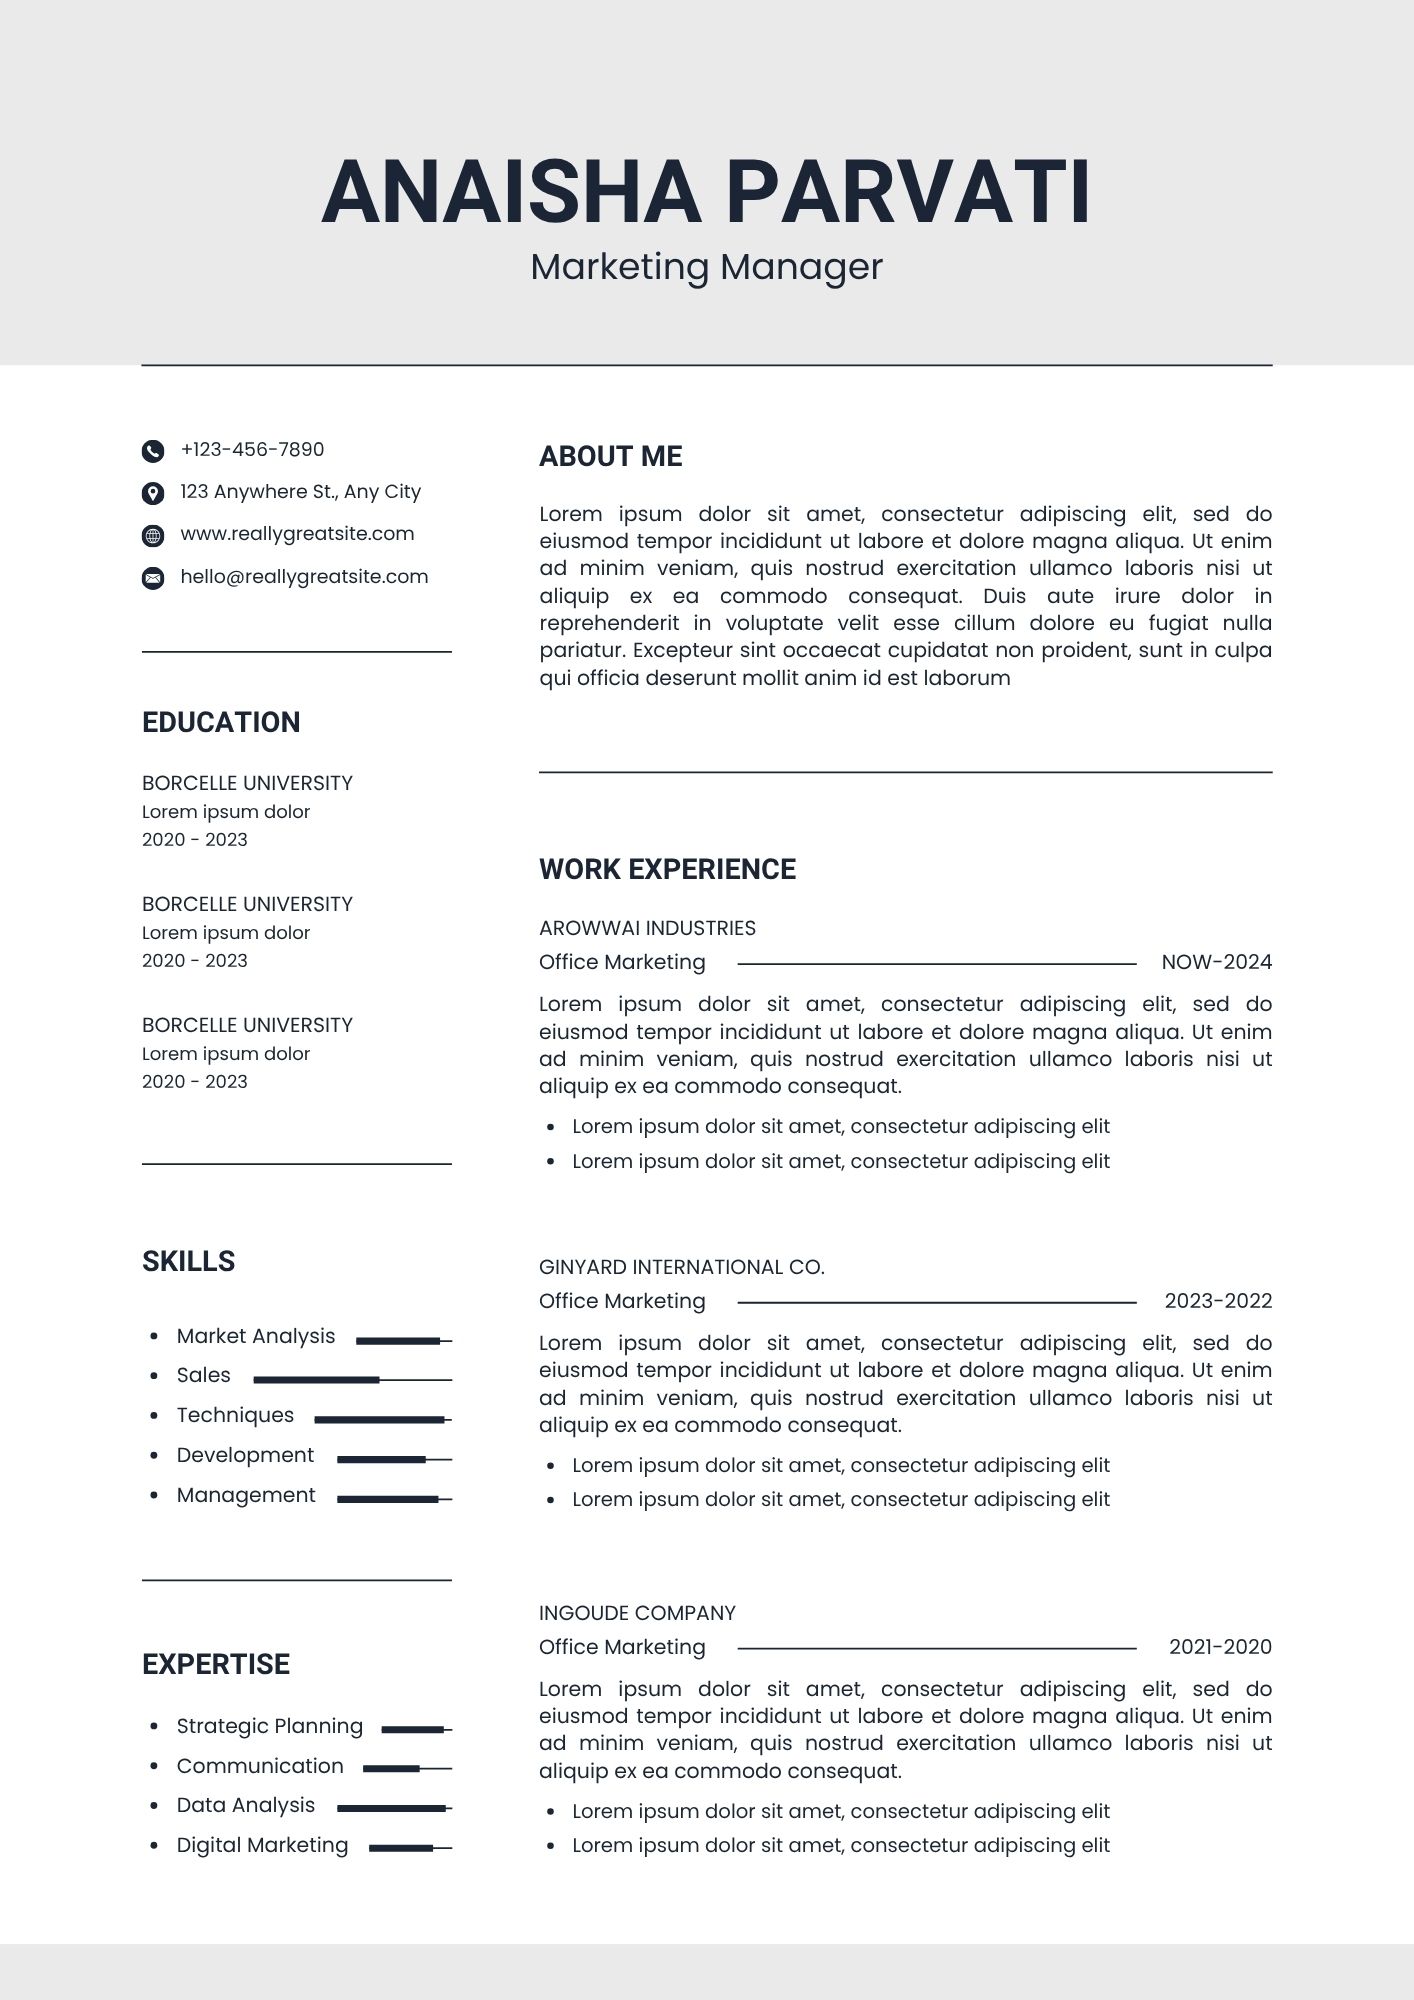 ANAISHA PARVATI
Marketing Manager
+123-456-7890
123 Anywhere St., Any City
www.reallygreatsite.com
hello@reallygreatsite.com
EDUCATION
BORCELLE UNIVERSITY
Lorem ipsum dolor
2020 - 2023
BORCELLE UNIVERSITY
Lorem ipsum dolor
2020 - 2023
BORCELLE UNIVERSITY
Lorem ipsum dolor
2020 - 2023
SKILLS
• Market Analysis
• Sales
• Techniques
• Development
• Management
EXPERTISE
• Strategic Planning
• Communication
• Data Analysis
• Digital Marketing
ABOUT ME
Lorem ipsum dolor sit amet, consectetur adipiscing elit, sed do
eiusmod tempor incididunt ut labore et dolore magna aliqua. Ut enim
ad minim veniam, quis nostrud exercitation ullamco laboris nisi ut
aliquip ex ea commodo consequat. Duis aute irure dolor in
reprehenderit in voluptate velit esse cillum dolore eu fugiat nulla
pariatur. Excepteur sint occaecat cupidatat non proident, sunt in culpa
qui officia deserunt mollit anim id est laborum
WORK EXPERIENCE
AROWWAI INDUSTRIES
Office Marketing NOW-2024
Lorem ipsum dolor sit amet, consectetur adipiscing elit, sed do
eiusmod tempor incididunt ut labore et dolore magna aliqua. Ut enim
ad minim veniam, quis nostrud exercitation ullamco laboris nisi ut
aliquip ex ea commodo consequat.
• Lorem ipsum dolor sit amet, consectetur adipiscing elit
• Lorem ipsum dolor sit amet, consectetur adipiscing elit
GINYARD INTERNATIONAL CO.
Office Marketing 2023-2022
Lorem ipsum dolor sit amet, consectetur adipiscing elit, sed do
eiusmod tempor incididunt ut labore et dolore magna aliqua. Ut enim
ad minim veniam, quis nostrud exercitation ullamco laboris nisi ut
aliquip ex ea commodo consequat.
• Lorem ipsum dolor sit amet, consectetur adipiscing elit
• Lorem ipsum dolor sit amet, consectetur adipiscing elit
INGOUDE COMPANY
Office Marketing 2021-2020
Lorem ipsum dolor sit amet, consectetur adipiscing elit, sed do
eiusmod tempor incididunt ut labore et dolore magna aliqua. Ut enim
ad minim veniam, quis nostrud exercitation ullamco laboris nisi ut
aliquip ex ea commodo consequat.
• Lorem ipsum dolor sit amet, consectetur adipiscing elit
• Lorem ipsum dolor sit amet, consectetur adipiscing elit